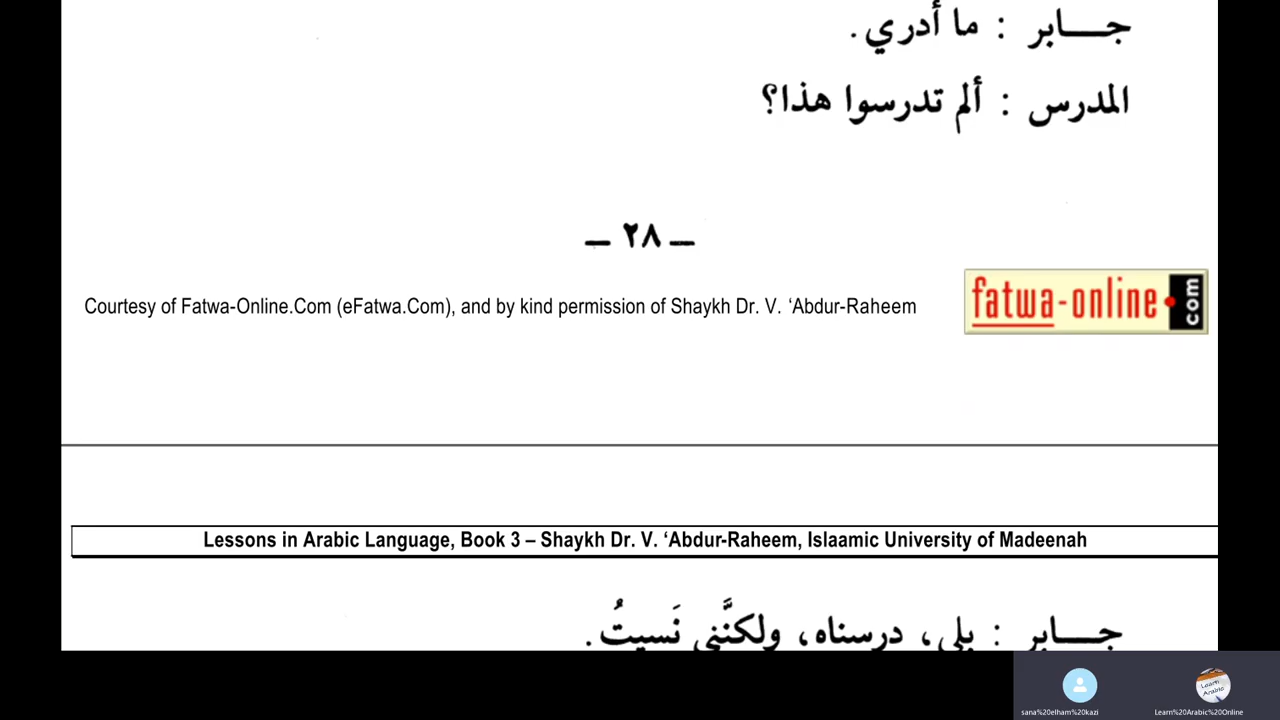 جـــابر : ما أدري .
المدرس : ألم تدرسوا هذا؟
– ٢٨ –
Courtesy of Fatwa-Online.Com (eFatwa.Com), and by kind permission of Shaykh Dr. V. ‘Abdur-Raheem
fatwa-online.com
Lessons in Arabic Language, Book 3 – Shaykh Dr. V. ‘Abdur-Raheem, Islaamic University of Madeenah
جـــابر : بلى، درسناه، ولكنَّني نَسيتُ .
sana%20elham%20kazi
Learn Arabic
Learn%20Arabic%20Online